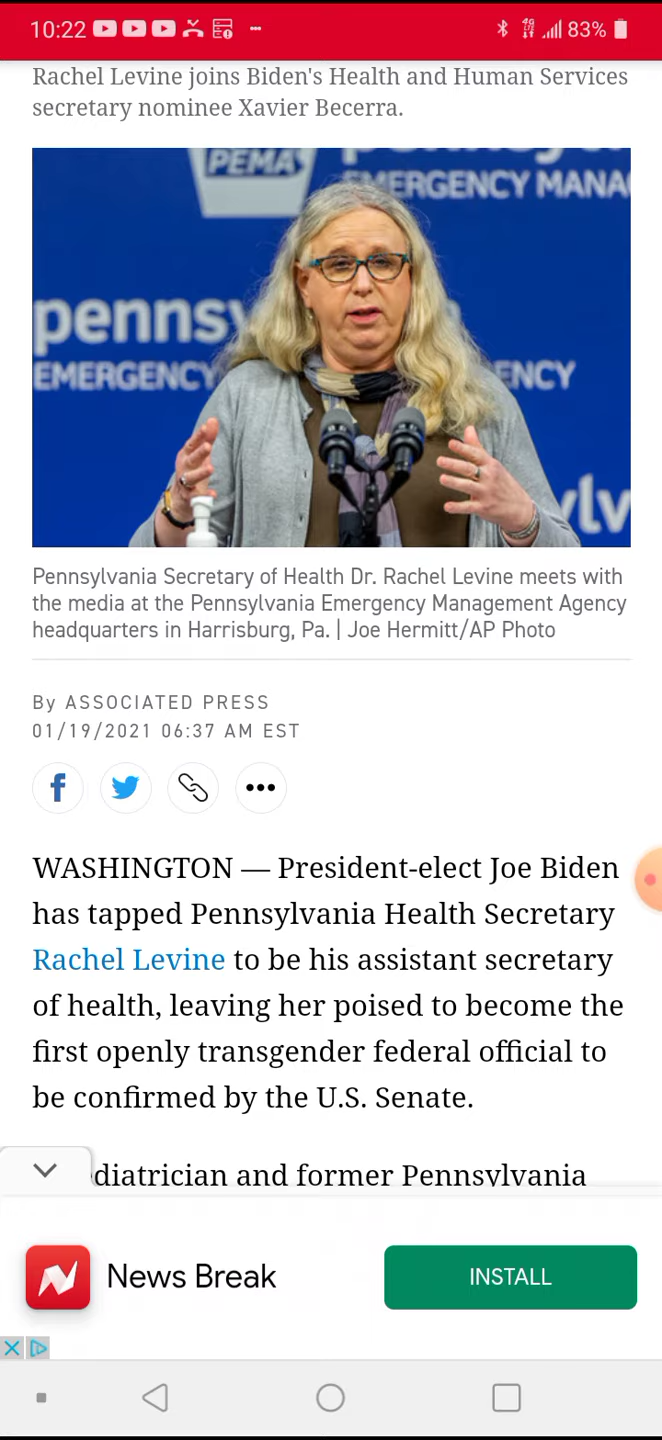 10:22
4G
83%
Rachel Levine joins Biden's Health and Human Services
secretary nominee Xavier Becerra.
PEMA
EMERGENCY MANA
penns
EMERGENCY
ENCY
Pennsylvania Secretary of Health Dr. Rachel Levine meets with
the media at the Pennsylvania Emergency Management Agency
headquarters in Harrisburg, Pa. | Joe Hermitt/AP Photo
By ASSOCIATED PRESS
01/19/2021 06:37 AM EST
WASHINGTON — President-elect Joe Biden
has tapped Pennsylvania Health Secretary
Rachel Levine to be his assistant secretary
of health, leaving her poised to become the
first openly transgender federal official to
be confirmed by the U.S. Senate.
diatrician and former Pennsylvania
News Break
INSTALL